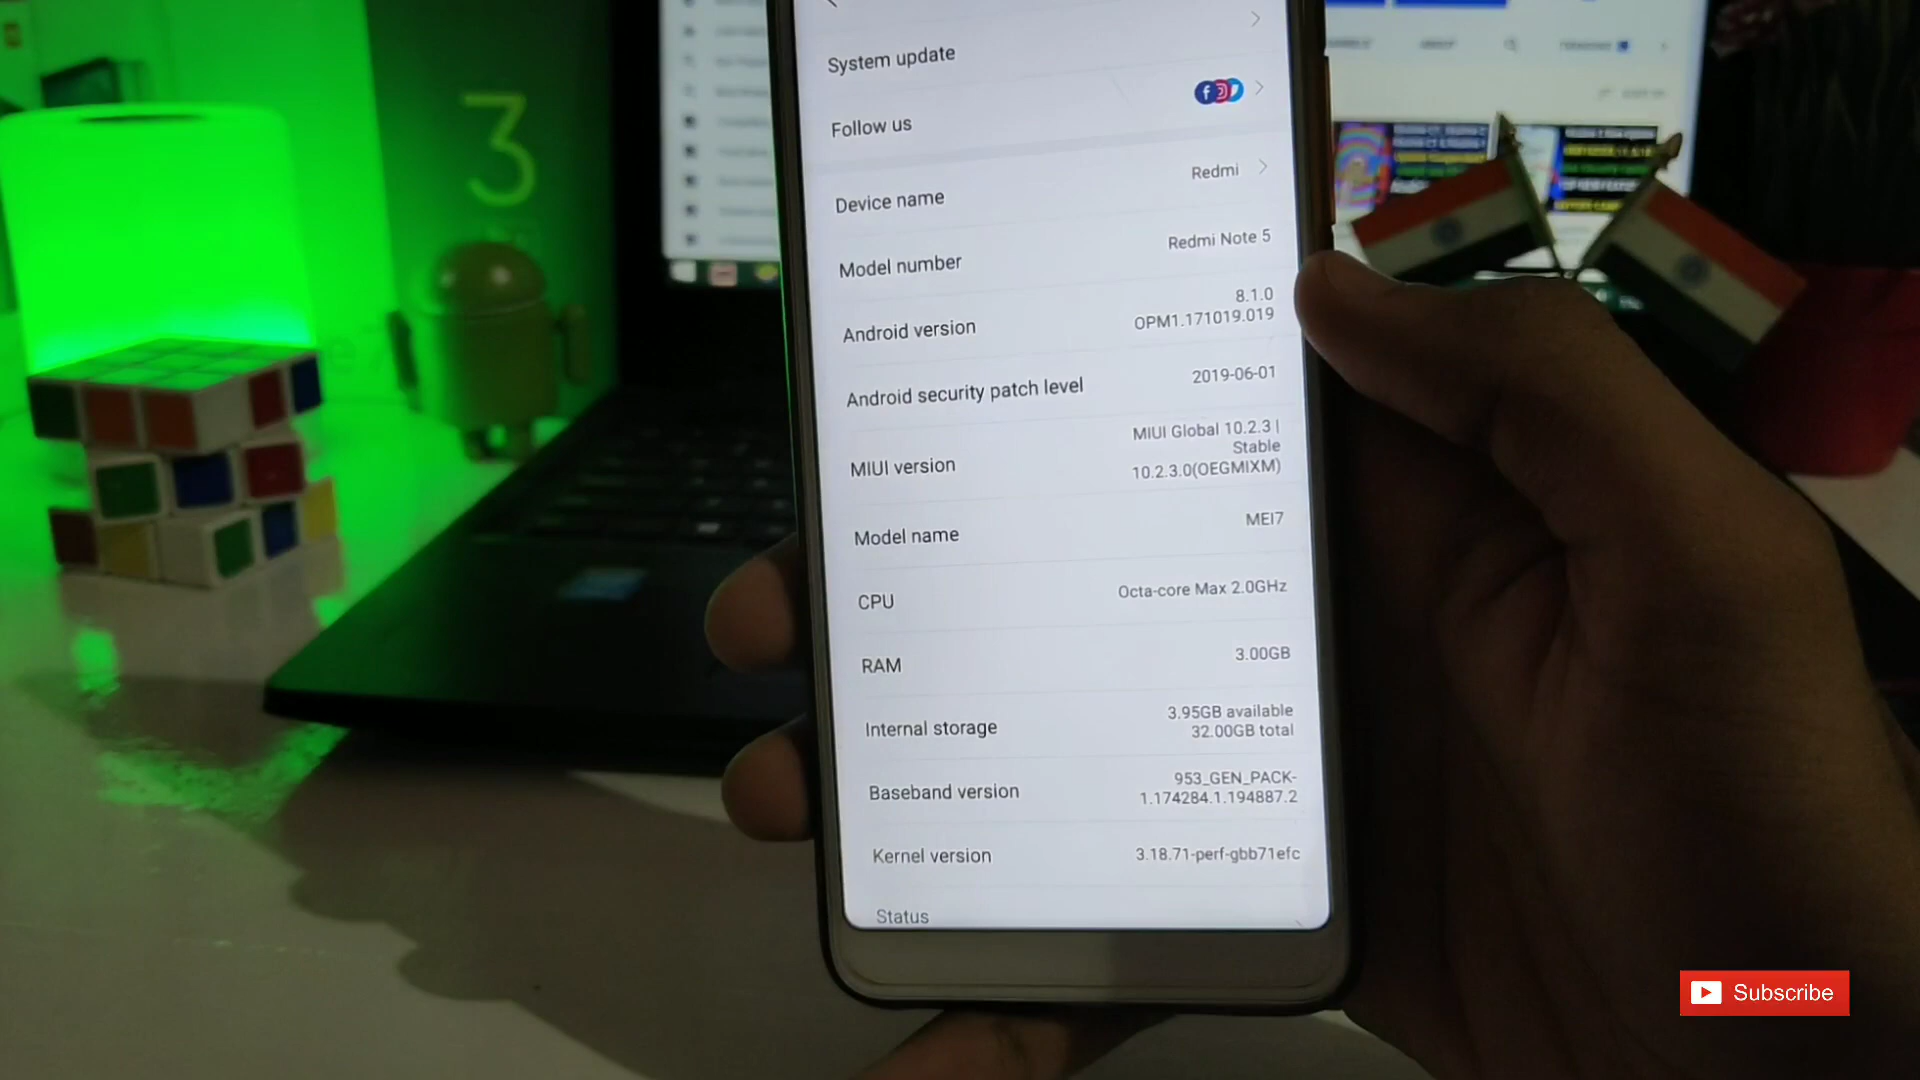 System update
Follow us
Device name
Redmi
Model number
Redmi Note 5
Android version
8.1.0
OPM1.171019.019
Android security patch level
2019-06-01
MIUI version
MIUI Global 10.2.3 |
Stable
10.2.3.0(OEGMIXM)
Model name
MEI7
CPU
Octa-core Max 2.0GHz
RAM
3.00GB
Internal storage
3.95GB available
32.00GB total
Baseband version
953_GEN_PACK-
1.174284.1.194887.2
Kernel version
3.18.71-perf-gbb71efc
Status
3
Subscribe